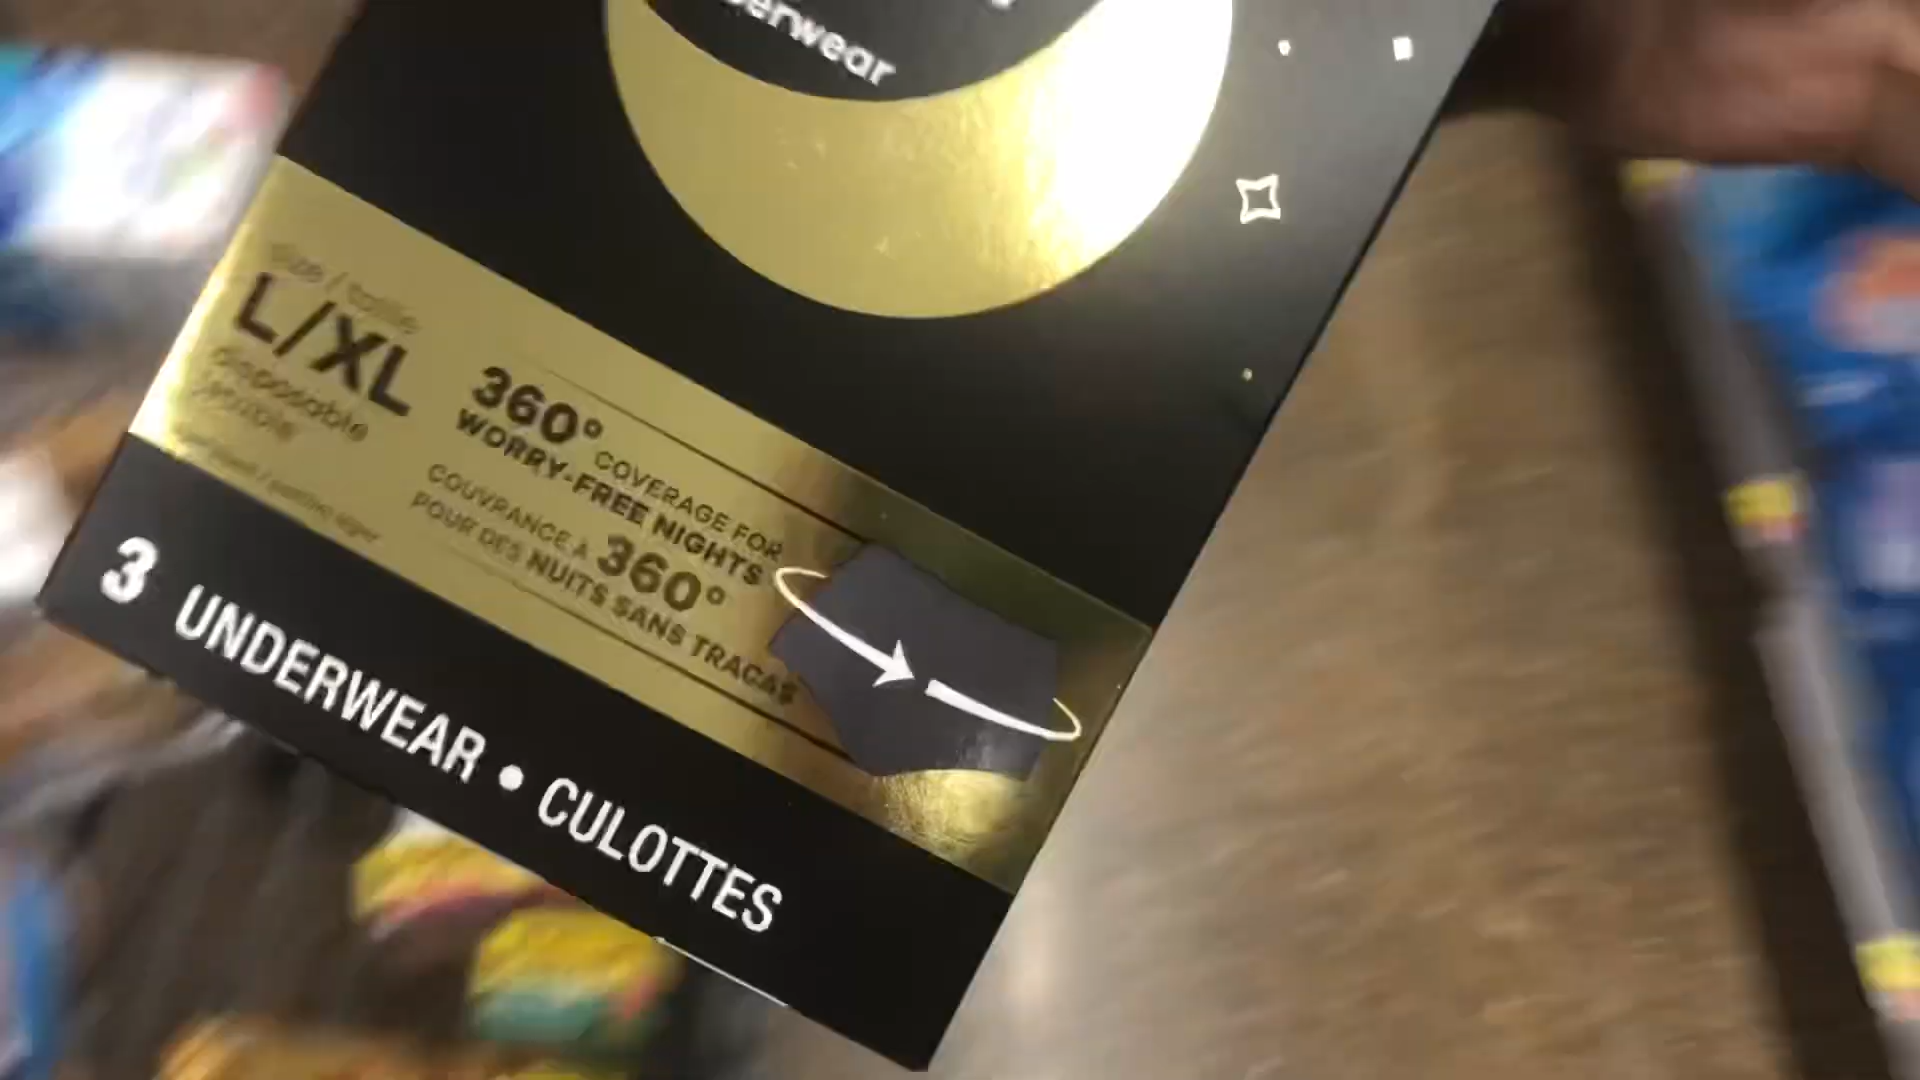 Size / taille
L/XL
disposable
jetable
360° COVERAGE FOR
WORRY-FREE NIGHTS
COUVRANCE À 360°
POUR DES NUITS SANS TRACAS
3 UNDERWEAR • CULOTTES